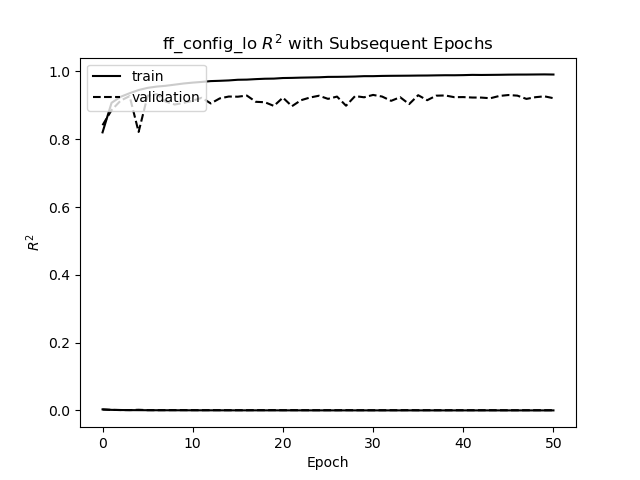 ff_config_lo R² with Subsequent Epochs
train
validation
1.0
0.8
0.6
0.4
0.2
0.0
R²
0 10 20 30 40 50
Epoch